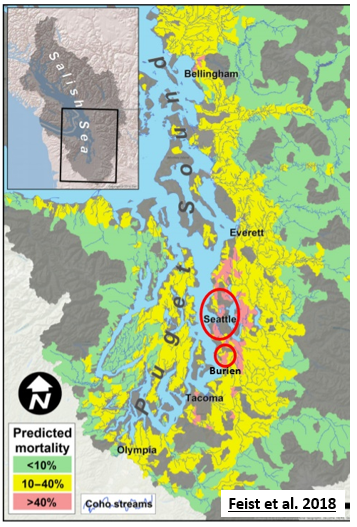 Salish Sea
Bellingham
Puget Sound
Everett
Seattle
Burien
Tacoma
Olympia
N
Predicted
mortality
<10%
10–40%
>40%
Coho streams
Feist et al. 2018